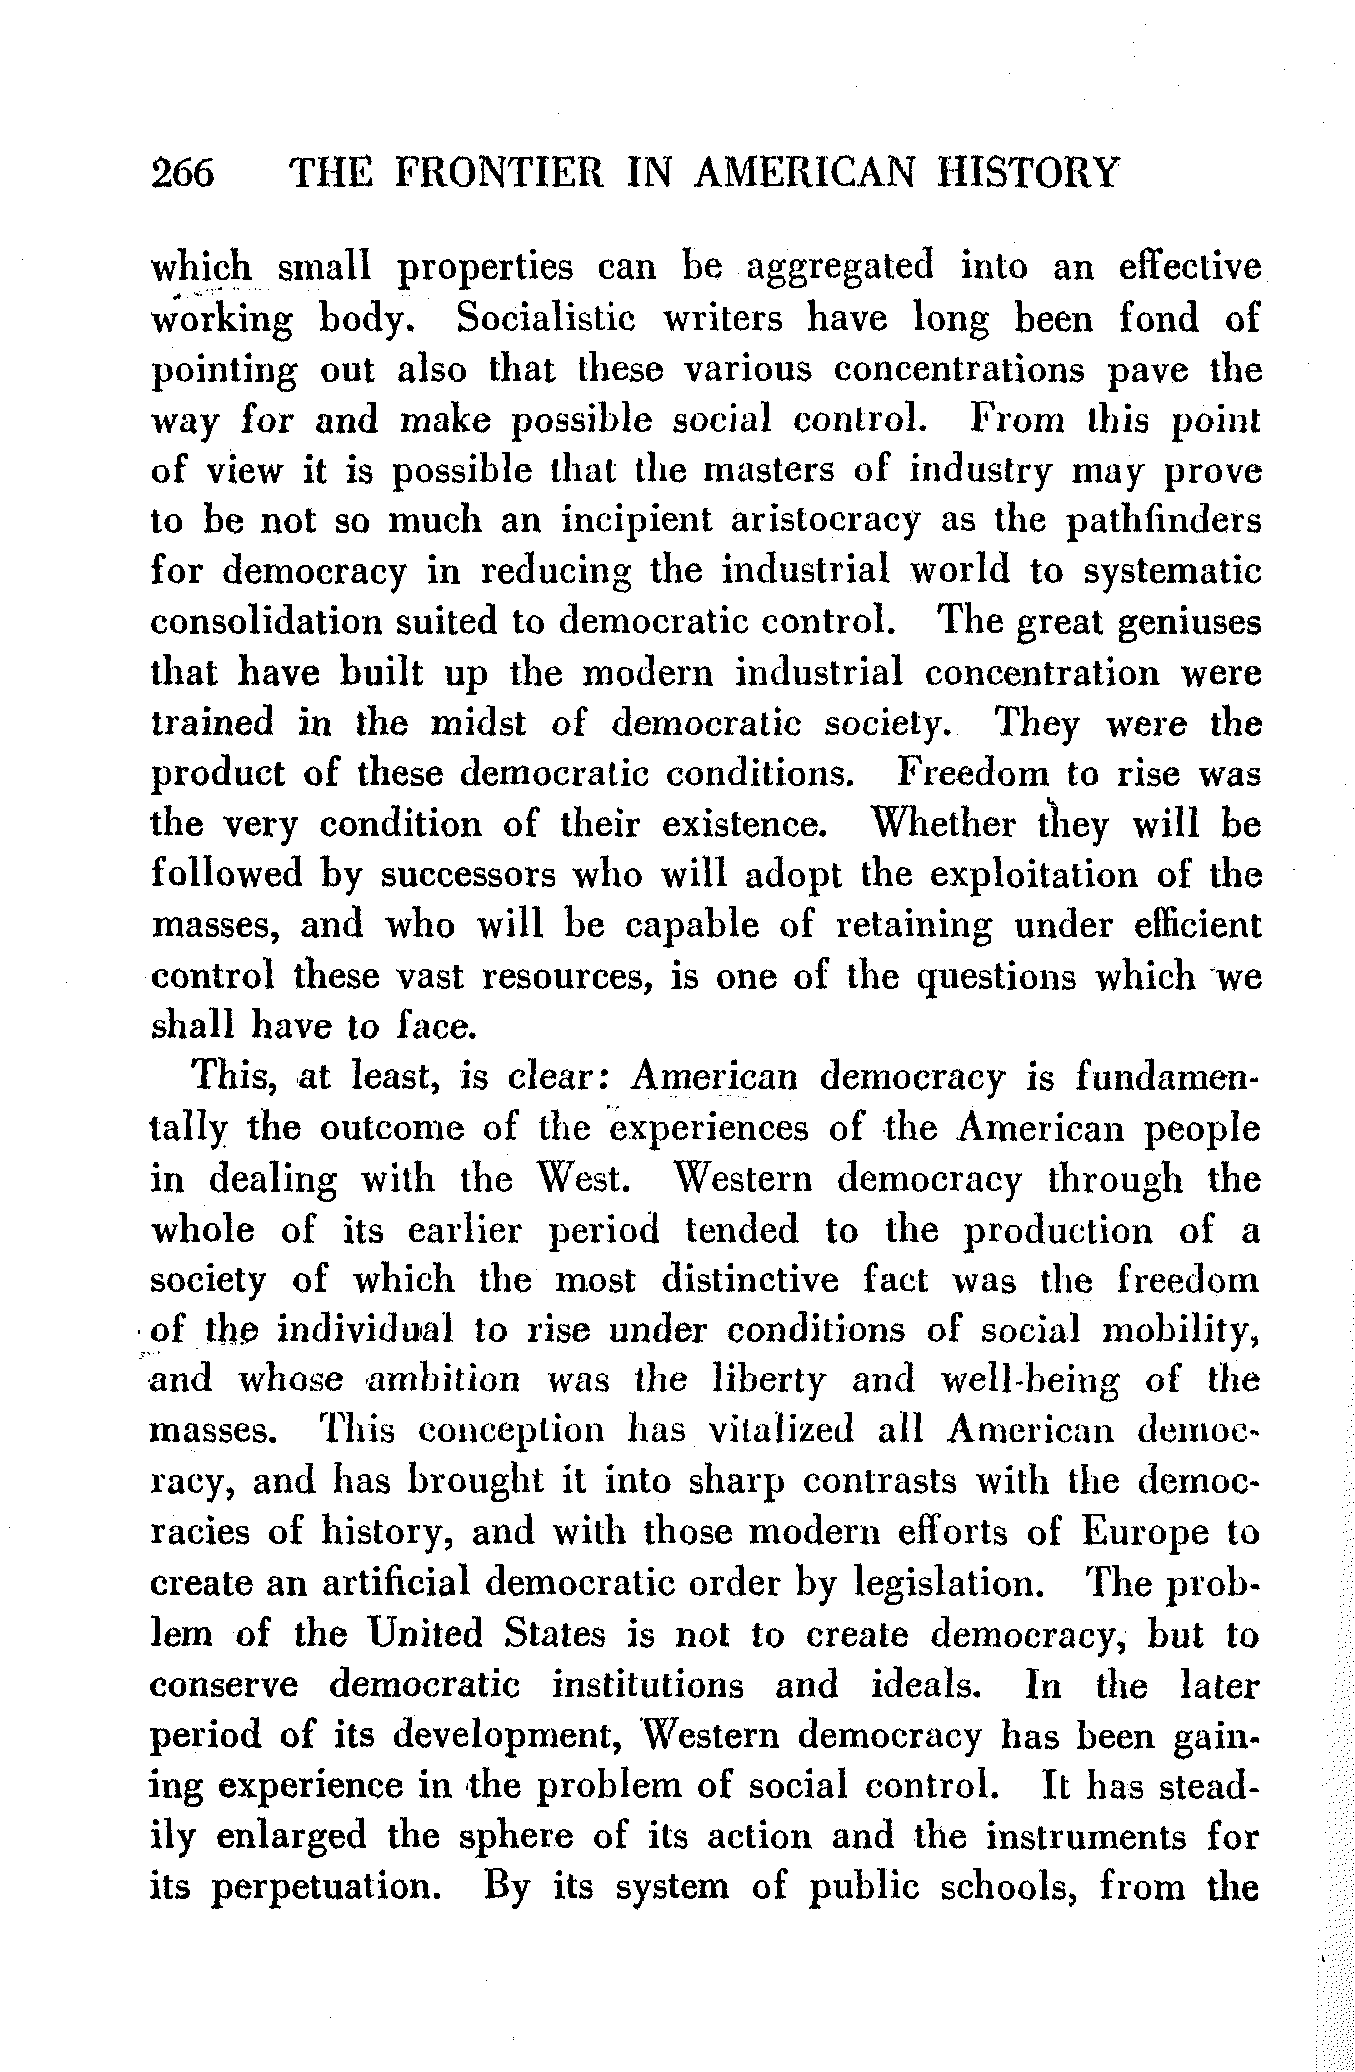 266 THE FRONTIER IN AMERICAN HISTORY
which small properties can be aggregated into an effective
working body. Socialistic writers have long been fond of
pointing out also that these various concentrations pave the
way for and make possible social control. From this point
of view it is possible that the masters of industry may prove
to be not so much an incipient aristocracy as the pathfinders
for democracy in reducing the industrial world to systematic
consolidation suited to democratic control. The great geniuses
that have built up the modern industrial concentration were
trained in the midst of democratic society. They were the
product of these democratic conditions. Freedom to rise was
the very condition of their existence. Whether they will be
followed by successors who will adopt the exploitation of the
masses, and who will be capable of retaining under efficient
control these vast resources, is one of the questions which we
shall have to face.
This, at least, is clear: American democracy is fundamen-
tally the outcome of the experiences of the American people
in dealing with the West. Western democracy through the
whole of its earlier period tended to the production of a
society of which the most distinctive fact was the freedom
of the individual to rise under conditions of social mobility,
and whose ambition was the liberty and well-being of the
masses. This conception has vitalized all American democ-
racy, and has brought it into sharp contrasts with the democ-
racies of history, and with those modern efforts of Europe to
create an artificial democratic order by legislation. The prob-
lem of the United States is not to create democracy, but to
conserve democratic institutions and ideals. In the later
period of its development, Western democracy has been gain-
ing experience in the problem of social control. It has stead-
ily enlarged the sphere of its action and the instruments for
its perpetuation. By its system of public schools, from the